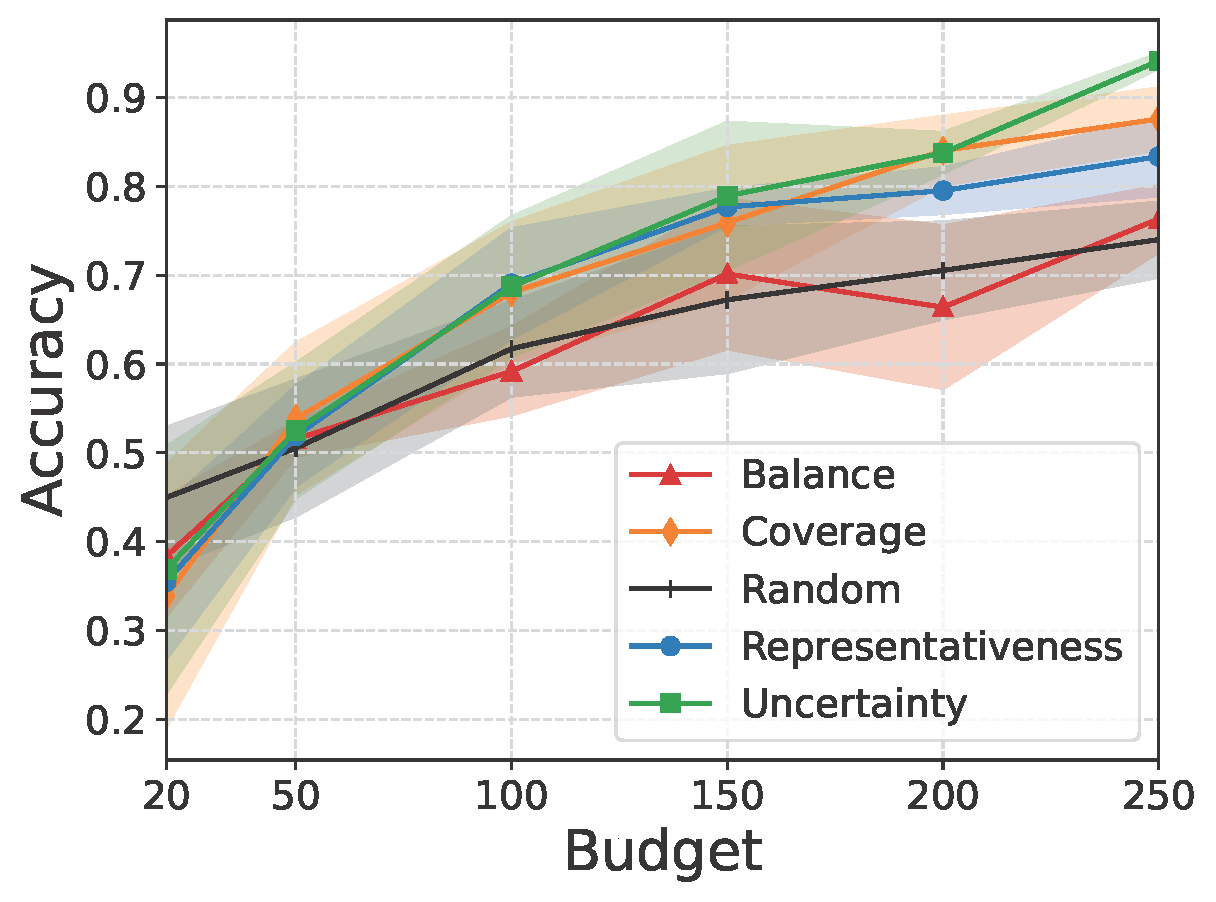 Accuracy
0.9
0.8
0.7
0.6
0.5
0.4
0.3
0.2
Balance
Coverage
Random
Representativeness
Uncertainty
20 50 100 150 200 250
Budget